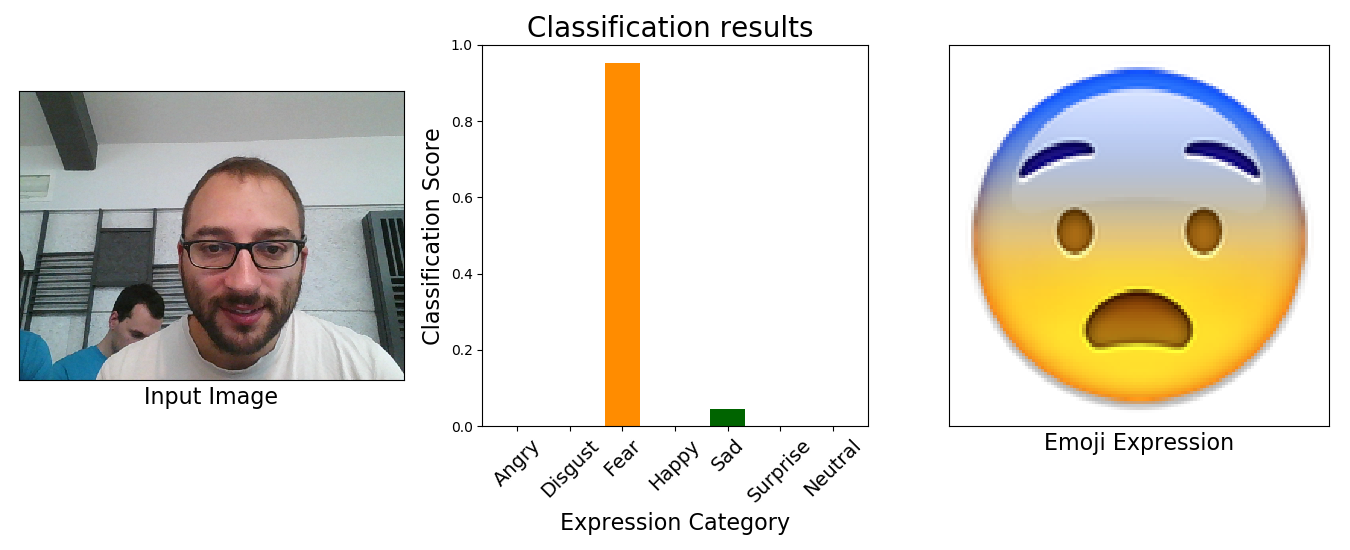 Classification results
Classification Score
1.0
0.8
0.6
0.4
0.2
0.0
Angry
Disgust
Fear
Happy
Sad
Surprise
Neutral
Expression Category
Input Image
Emoji Expression